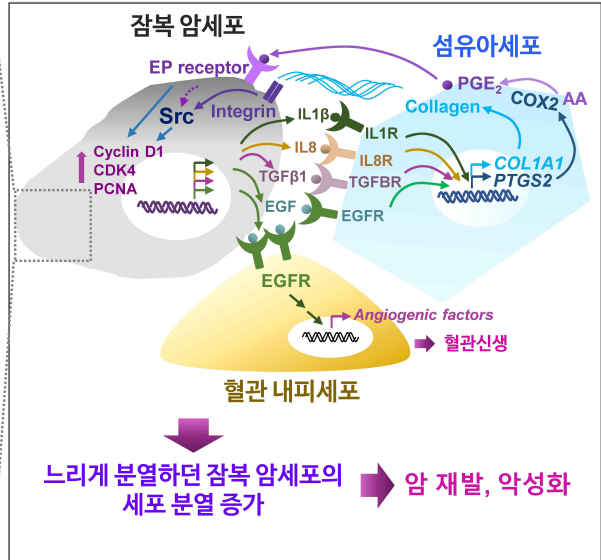 잠복 암세포
섬유아세포
EP receptor
PGE2
Integrin
COX2
AA
Src
Collagen
IL1β
IL1R
Cyclin D1
CDK4
PCNA
IL8
IL8R
COL1A1
PTGS2
TGFβ1
TGFBR
EGF
EGFR
EGFR
Angiogenic factors
혈관신생
혈관 내피세포
느리게 분열하던 잠복 암세포의
세포 분열 증가
암 재발, 악성화